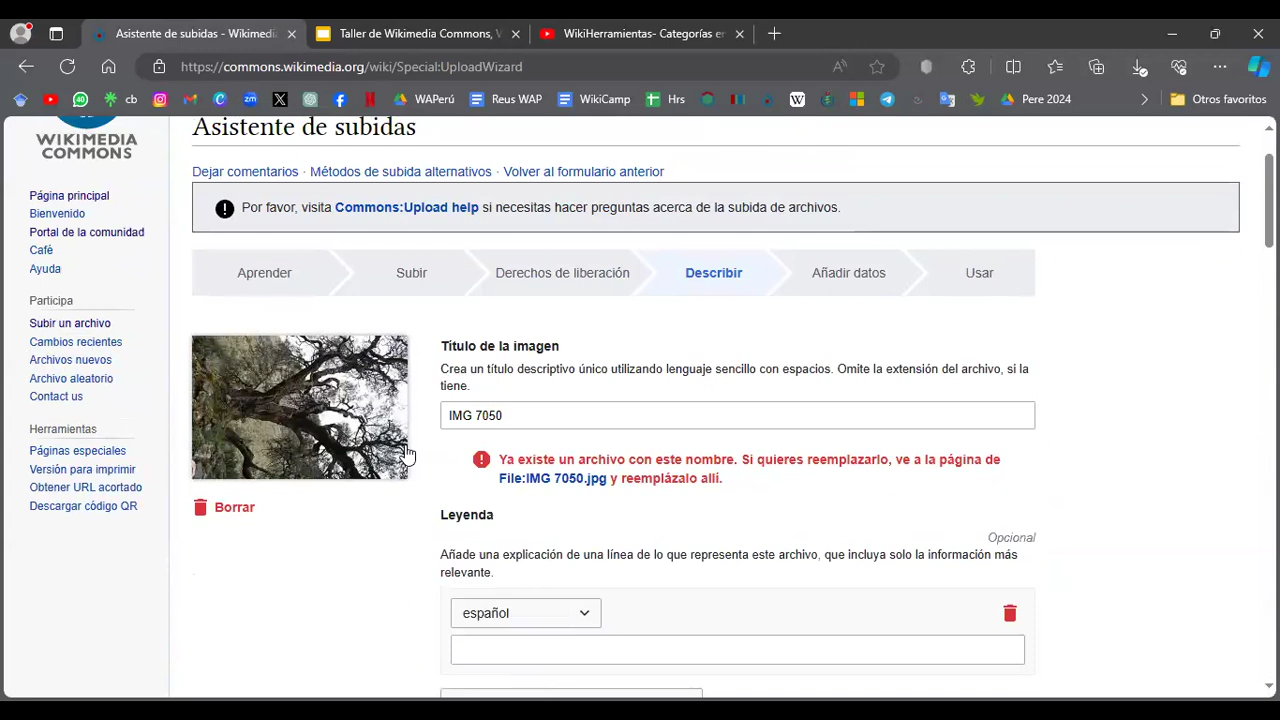 Asistente de subidas - Wikimedi
Taller de Wikimedia Commons, V
WikiHerramientas- Categorías en
https://commons.wikimedia.org/wiki/Special:UploadWizard
cb
WAPerú
Reus WAP
WikiCamp
Hrs
Pere 2024
Otros favoritos
WIKIMEDIA
COMMONS
Página principal
Bienvenido
Portal de la comunidad
Café
Ayuda
Participa
Subir un archivo
Cambios recientes
Archivos nuevos
Archivo aleatorio
Contact us
Herramientas
Páginas especiales
Versión para imprimir
Obtener URL acortado
Descargar código QR
Asistente de subidas
Dejar comentarios · Métodos de subida alternativos · Volver al formulario anterior
Por favor, visita Commons:Upload help si necesitas hacer preguntas acerca de la subida de archivos.
Aprender
Subir
Derechos de liberación
Describir
Añadir datos
Usar
Borrar
Título de la imagen
Crea un título descriptivo único utilizando lenguaje sencillo con espacios. Omite la extensión del archivo, si la
tiene.
IMG 7050
Ya existe un archivo con este nombre. Si quieres reemplazarlo, ve a la página de
File:IMG 7050.jpg y reemplázalo allí.
Leyenda
Opcional
Añade una explicación de una línea de lo que representa este archivo, que incluya solo la información más
relevante.
español